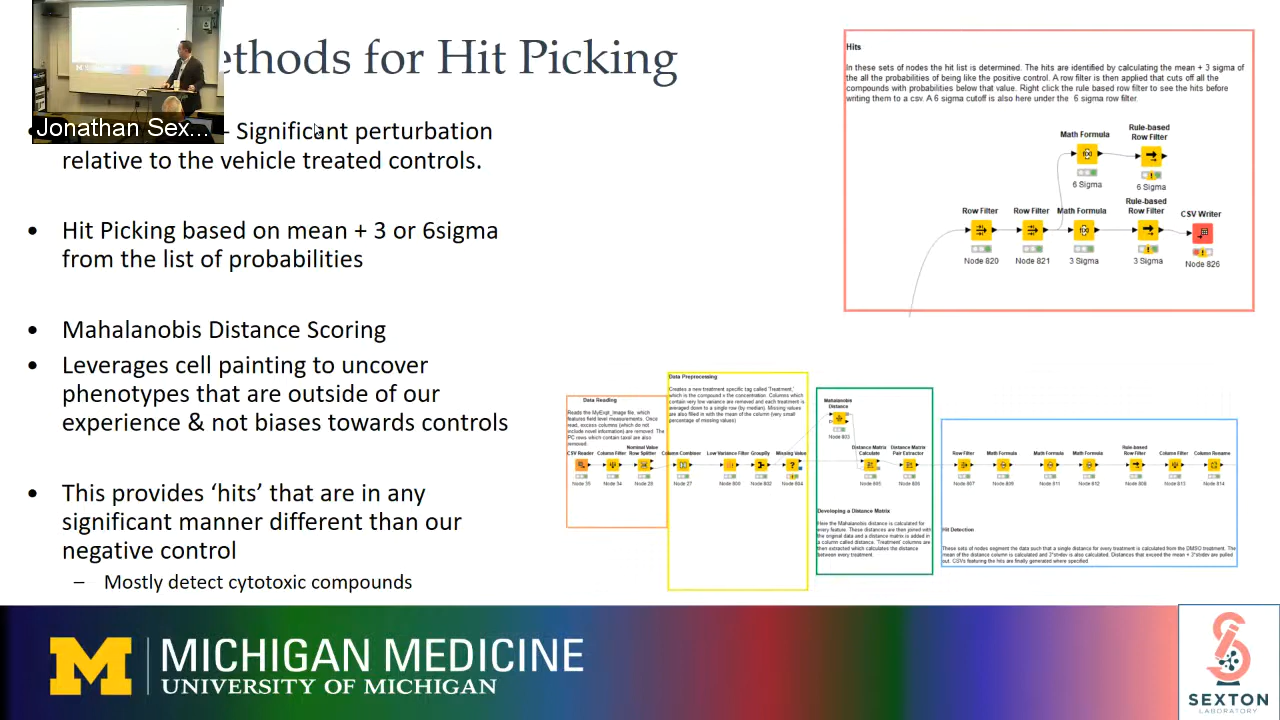 ethods for Hit Picking
Jonathan Sex...
– Significant perturbation
relative to the vehicle treated controls.
• Hit Picking based on mean + 3 or 6sigma
from the list of probabilities
• Mahalanobis Distance Scoring
• Leverages cell painting to uncover
phenotypes that are outside of our
experience & not biases towards controls
• This provides ‘hits’ that are in any
significant manner different than our
negative control
– Mostly detect cytotoxic compounds
Hits
In these sets of nodes the hit list is determined. The hits are identified by calculating the mean + 3 sigma of
the all the probabilities of being like the positive control. A row filter is then applied that cuts off all the
compounds with probabilities below that value. Right click the rule based row filter to see the hits before
writing them to a csv. A 6 sigma cutoff is also here under the 6 sigma row filter.
Math Formula
Rule-based
Row Filter
6 Sigma
6 Sigma
Row Filter
Row Filter
Math Formula
Rule-based
Row Filter
CSV Writer
Node 820
Node 821
3 Sigma
3 Sigma
Node 826
Data Reading
Reads the MyExpt_Image file, which
features field level measurements. Once
read, excess columns (which do not
include novel information) are removed. The
PC rows which contain taxal are also
removed.
CSV Reader
Column Filter
Nominal Value
Row Splitter
Node 35
Node 34
Node 28
Data Preprocessing
Creates a new treatment specific tag called 'Treatment,'
which is the compound x the concentration. Columns which
contain very low variance are removed and each treatment is
averaged down to a single row (by median). Missing values
are also filled in with the mean of the column (very small
percentage of missing values)
Column Combiner
Low Variance Filter
GroupBy
Missing Value
Node 27
Node 800
Node 802
Node 804
Mahalanobis
Distance
Node 803
Distance Matrix
Calculate
Distance Matrix
Pair Extractor
Node 805
Node 806
Developing a Distance Matrix
Here the Mahalanobis distance is calculated for
every feature. These distances are then joined with
the original data and a distance matrix is added in
a column called distance. 'Treatment' columns are
then extracted which calculates the distance
between every treatment.
Row Filter
Math Formula
Math Formula
Math Formula
Rule-based
Row Filter
Column Filter
Column Rename
Node 807
Node 809
Node 811
Node 812
Node 808
Node 813
Node 814
Hit Detection
These sets of nodes segment the data such that a single distance for every treatment is calculated from the DMSO treatment. The
mean of the distance column is calculated and 3*stdev is also calculated. Distances that exceed the mean + 3*stdev are pulled
out. CSVs featuring the hits are finally generated where specified.
M
MICHIGAN MEDICINE
UNIVERSITY OF MICHIGAN
SEXTON
LABORATORY